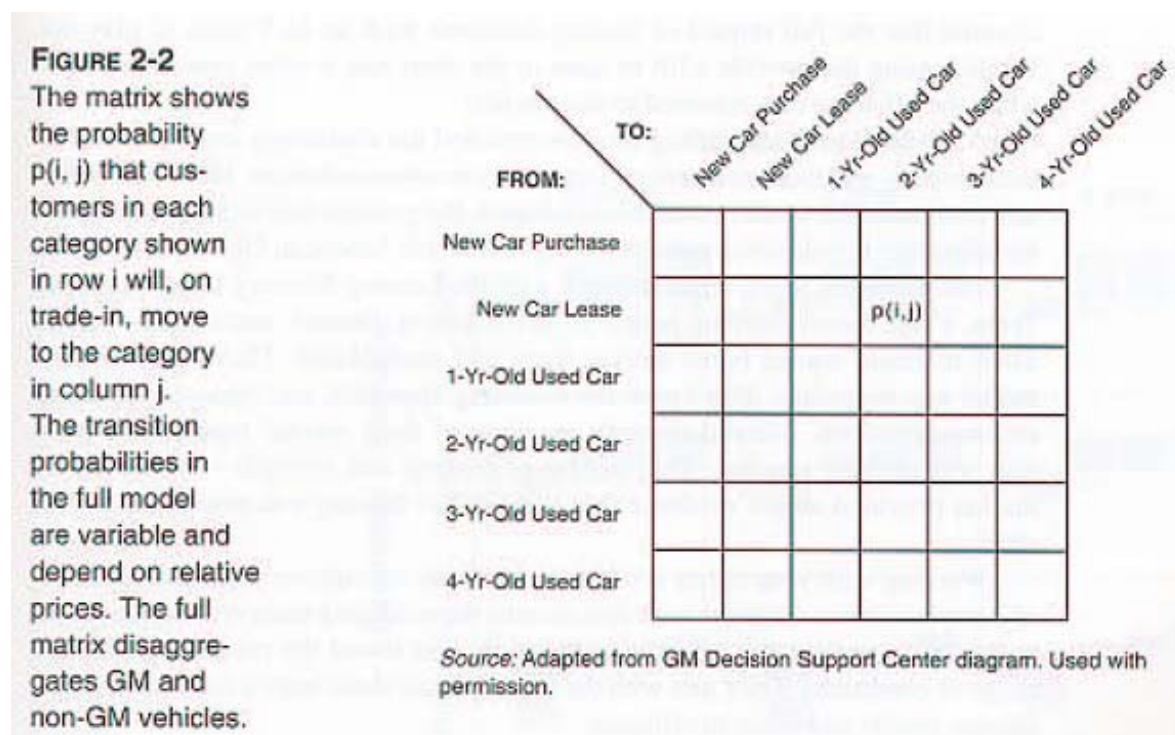 FIGURE 2-2
The matrix shows
the probability
p(i, j) that cus-
tomers in each
category shown
in row i will, on
trade-in, move
to the category
in column j.
The transition
probabilities in
the full model
are variable and
depend on relative
prices. The full
matrix disaggre-
gates GM and
non-GM vehicles.
TO:
New Car Purchase
New Car Lease
1-Yr-Old Used Car
2-Yr-Old Used Car
3-Yr-Old Used Car
4-Yr-Old Used Car
FROM:
New Car Purchase
New Car Lease
p(i,j)
1-Yr-Old Used Car
2-Yr-Old Used Car
3-Yr-Old Used Car
4-Yr-Old Used Car
Source: Adapted from GM Decision Support Center diagram. Used with
permission.